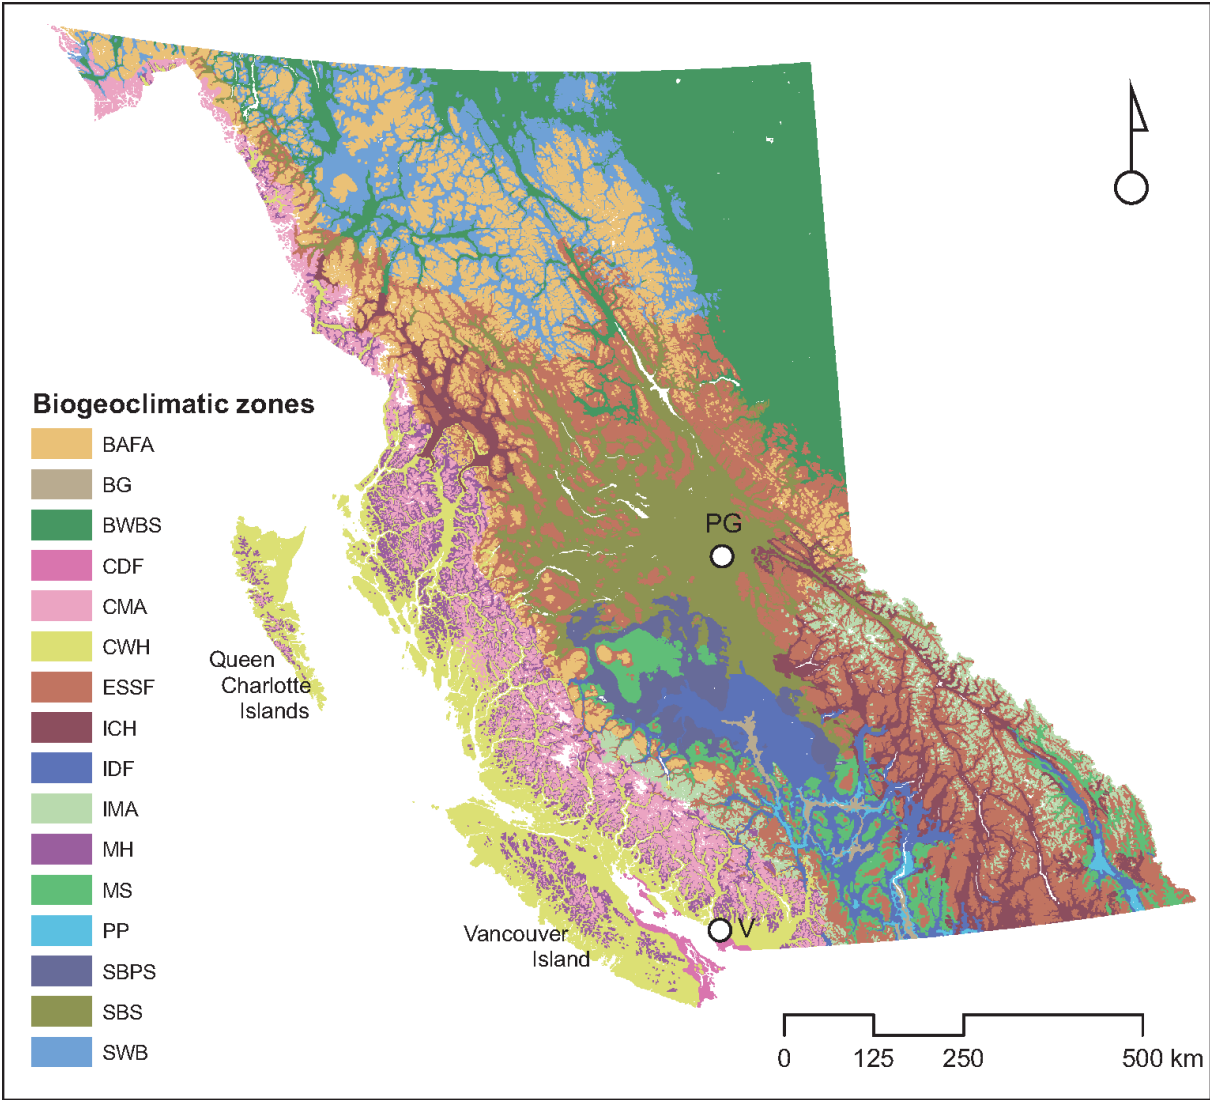 Biogeoclimatic zones
BAFA
BG
BWBS
CDF
CMA
CWH
ESSF
ICH
IDF
IMA
MH
MS
PP
SBPS
SBS
SWB
PG
Queen
Charlotte
Islands
Vancouver
Island
V
0 125 250 500 km